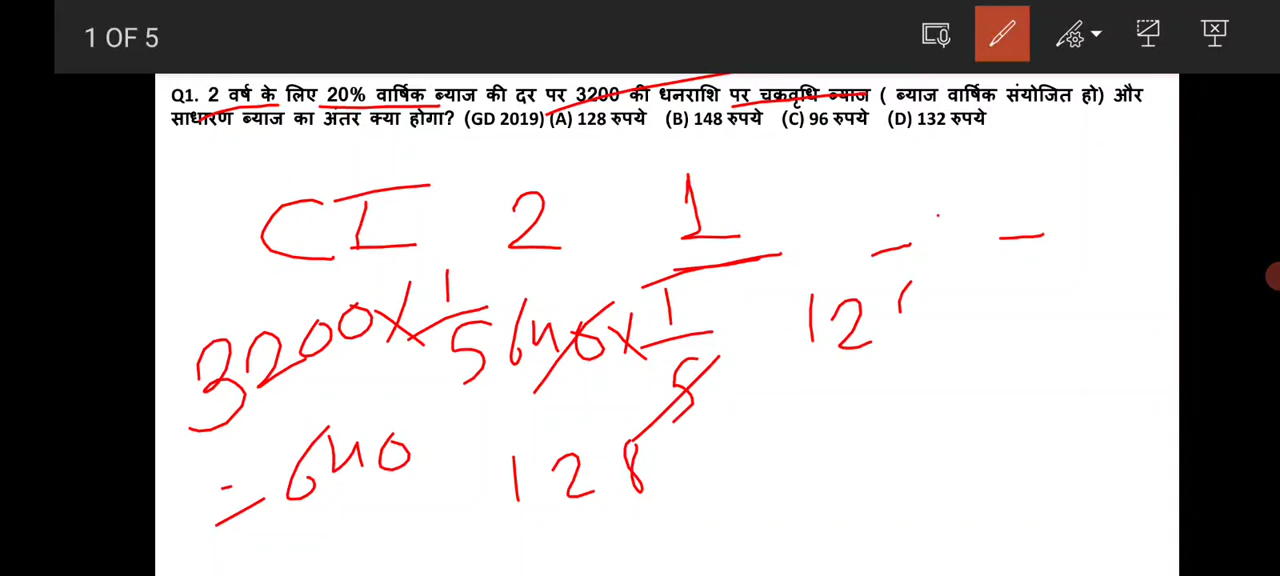 1 OF 5
Q1. 2 वर्ष के लिए 20% वार्षिक ब्याज की दर पर 3200 की धनराशि पर चक्रवृधि ब्याज ( ब्याज वार्षिक संयोजित हो) और
साधारण ब्याज का अंतर क्या होगा? (GD 2019) (A) 128 रुपये (B) 148 रुपये (C) 96 रुपये (D) 132 रुपये
CI 2 1
3200 × 1/5 640 × 1/5 12
= 640 128